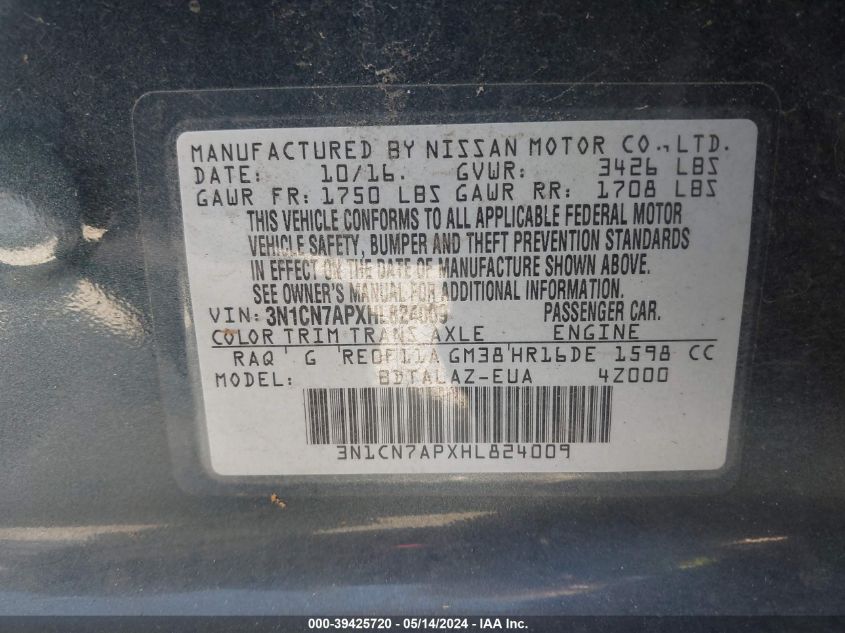 MANUFACTURED BY NISSAN MOTOR CO., LTD.
DATE: 10/16. GVWR: 3426 LBS
GAWR FR: 1750 LBS GAWR RR: 1708 LBS
THIS VEHICLE CONFORMS TO ALL APPLICABLE FEDERAL MOTOR
VEHICLE SAFETY, BUMPER AND THEFT PREVENTION STANDARDS
IN EFFECT ON THE DATE OF MANUFACTURE SHOWN ABOVE.
SEE OWNER'S MANUAL FOR ADDITIONAL INFORMATION.
VIN: 3N1CN7APXHL824009 PASSENGER CAR.
COLOR TRIM TRANS AXLE ENGINE
RAQ G RE0F11A GM38 HR16DE 1598 CC
MODEL: BDTALAZ-EUA 4Z000
3N1CN7APXHL824009
000-39425720 — 05/14/2024 — IAA, Inc.